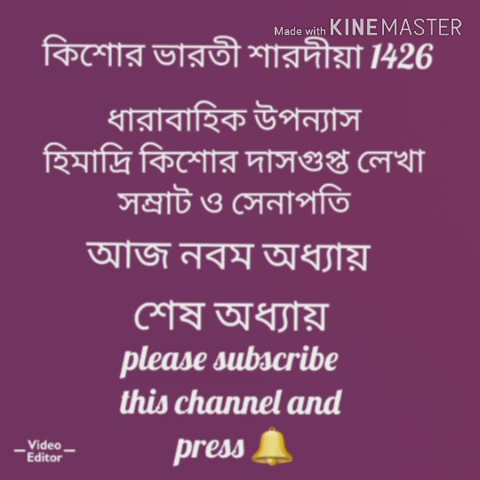 Made with KINEMASTER
কিশোর ভারতী শারদীয়া 1426
ধারাবাহিক উপন্যাস
হিমাদ্রি কিশোর দাসগুপ্ত লেখা
সম্রাট ও সেনাপতি
আজ নবম অধ্যায়
শেষ অধ্যায়
please subscribe
this channel and
press 🔔
Video
Editor